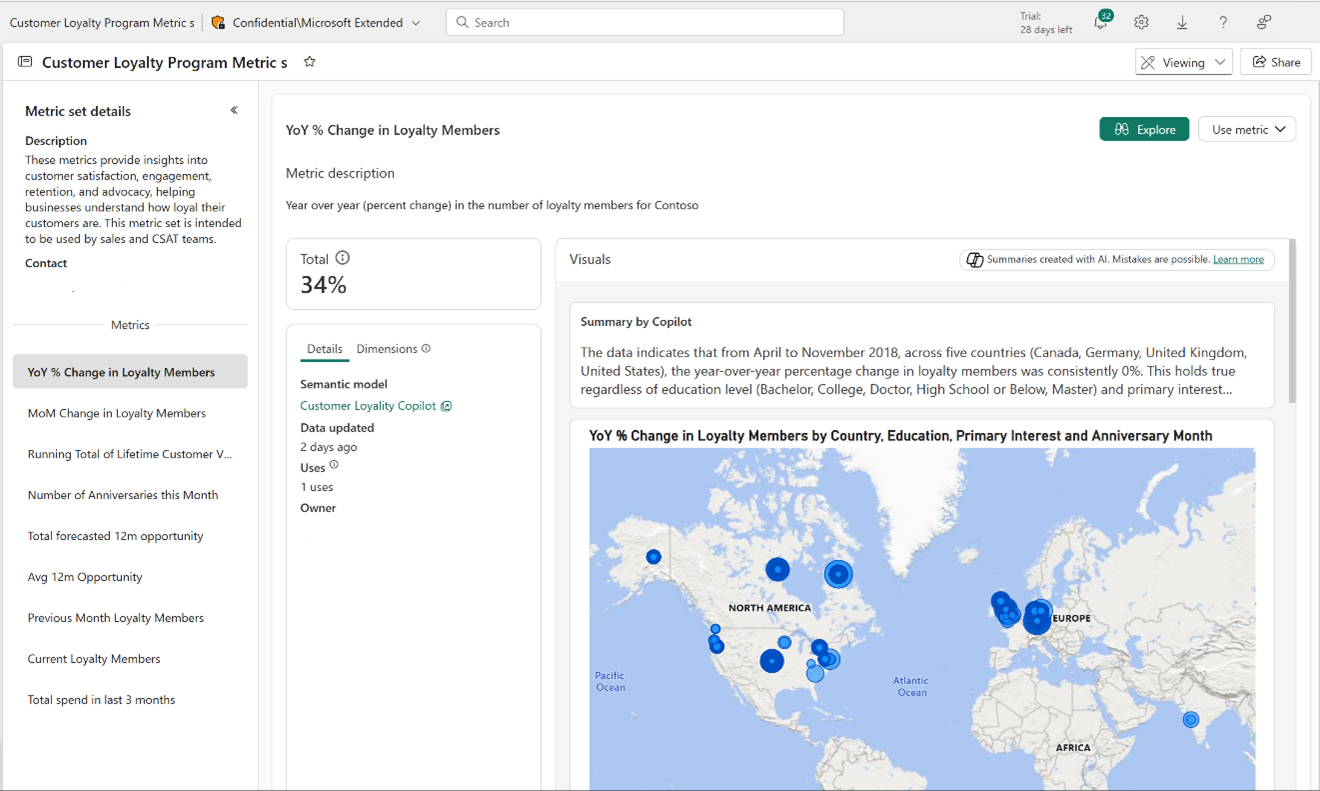 Customer Loyalty Program Metric s
Confidential\Microsoft Extended
Search
Trial:
28 days left
32
?
Customer Loyalty Program Metric s
Viewing
Share
Metric set details
Description
These metrics provide insights into
customer satisfaction, engagement,
retention, and advocacy, helping
businesses understand how loyal their
customers are. This metric set is intended
to be used by sales and CSAT teams.
Contact
Metrics
YoY % Change in Loyalty Members
MoM Change in Loyalty Members
Running Total of Lifetime Customer V...
Number of Anniversaries this Month
Total forecasted 12m opportunity
Avg 12m Opportunity
Previous Month Loyalty Members
Current Loyalty Members
Total spend in last 3 months
YoY % Change in Loyalty Members
Explore
Use metric
Metric description
Year over year (percent change) in the number of loyalty members for Contoso
Total
34%
Details
Dimensions
Semantic model
Customer Loyality Copilot
Data updated
2 days ago
Uses
1 uses
Owner
Visuals
Summaries created with AI. Mistakes are possible. Learn more
Summary by Copilot
The data indicates that from April to November 2018, across five countries (Canada, Germany, United Kingdom,
United States), the year-over-year percentage change in loyalty members was consistently 0%. This holds true
regardless of education level (Bachelor, College, Doctor, High School or Below, Master) and primary interest...
YoY % Change in Loyalty Members by Country, Education, Primary Interest and Anniversary Month
NORTH AMERICA
EUROPE
Pacific
Ocean
Atlantic
Ocean
AFRICA